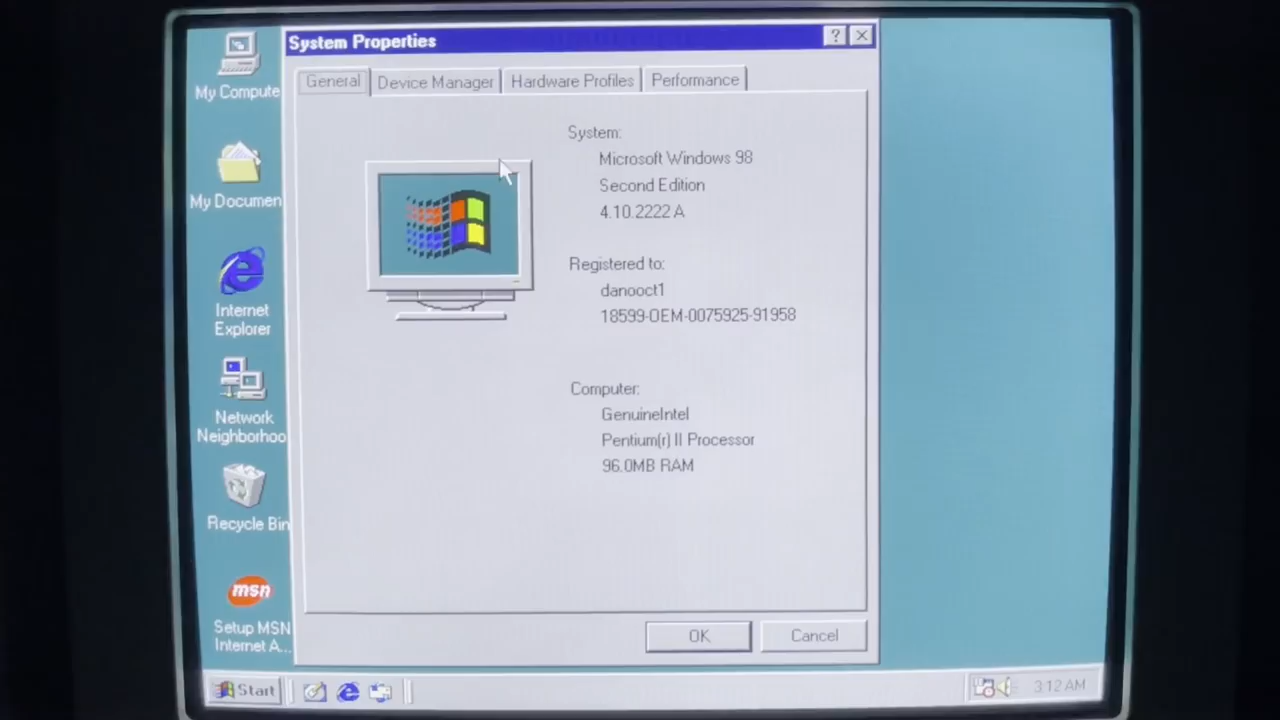 System Properties
General
Device Manager
Hardware Profiles
Performance
System:
Microsoft Windows 98
Second Edition
4.10.2222 A
Registered to:
danooct1
18599-OEM-0075925-91958
Computer:
GenuineIntel
Pentium(r) II Processor
96.0MB RAM
OK
Cancel
My Compute
My Documen
Internet
Explorer
Network
Neighborhoo
Recycle Bin
msn
Setup MSN
Internet A...
Start
3:12 AM